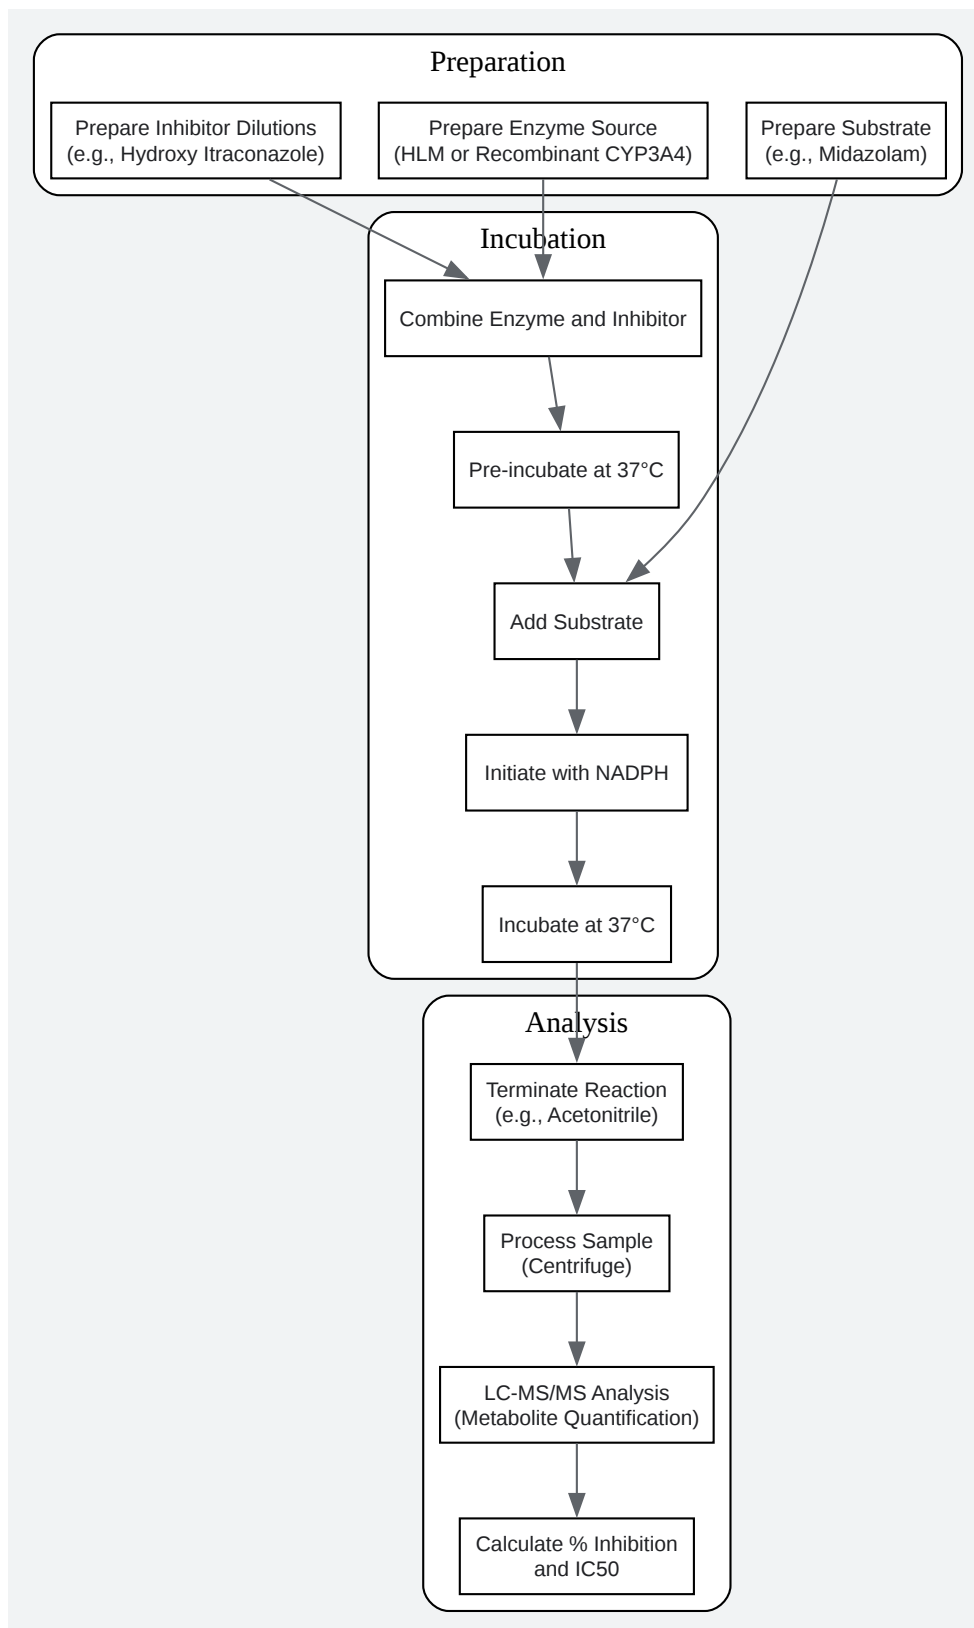 Preparation
Prepare Inhibitor Dilutions
(e.g., Hydroxy Itraconazole)
Prepare Enzyme Source
(HLM or Recombinant CYP3A4)
Prepare Substrate
(e.g., Midazolam)
Incubation
Combine Enzyme and Inhibitor
Pre-incubate at 37°C
Add Substrate
Initiate with NADPH
Incubate at 37°C
Analysis
Terminate Reaction
(e.g., Acetonitrile)
Process Sample
(Centrifuge)
LC-MS/MS Analysis
(Metabolite Quantification)
Calculate % Inhibition
and IC50